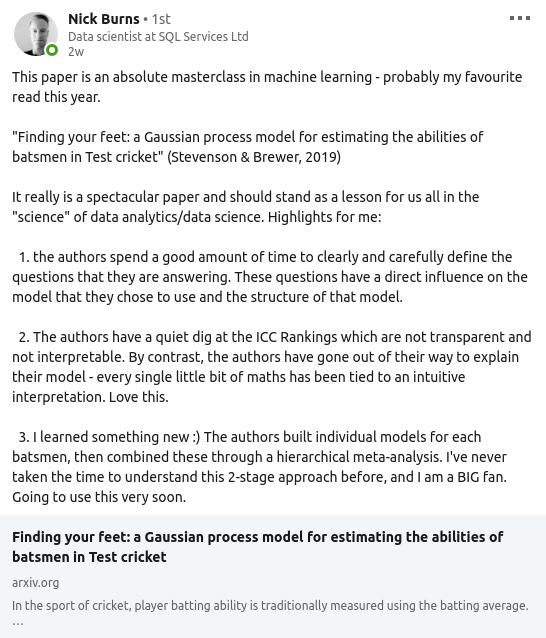 Nick Burns • 1st
Data scientist at SQL Services Ltd
2w
This paper is an absolute masterclass in machine learning - probably my favourite
read this year.
"Finding your feet: a Gaussian process model for estimating the abilities of
batsmen in Test cricket" (Stevenson & Brewer, 2019)
It really is a spectacular paper and should stand as a lesson for us all in the
"science" of data analytics/data science. Highlights for me:
1. the authors spend a good amount of time to clearly and carefully define the
questions that they are answering. These questions have a direct influence on the
model that they chose to use and the structure of that model.
2. The authors have a quiet dig at the ICC Rankings which are not transparent and
not interpretable. By contrast, the authors have gone out of their way to explain
their model - every single little bit of maths has been tied to an intuitive
interpretation. Love this.
3. I learned something new :) The authors built individual models for each
batsmen, then combined these through a hierarchical meta-analysis. I've never
taken the time to understand this 2-stage approach before, and I am a BIG fan.
Going to use this very soon.
Finding your feet: a Gaussian process model for estimating the abilities of
batsmen in Test cricket
arxiv.org
In the sport of cricket, player batting ability is traditionally measured using the batting average.
...